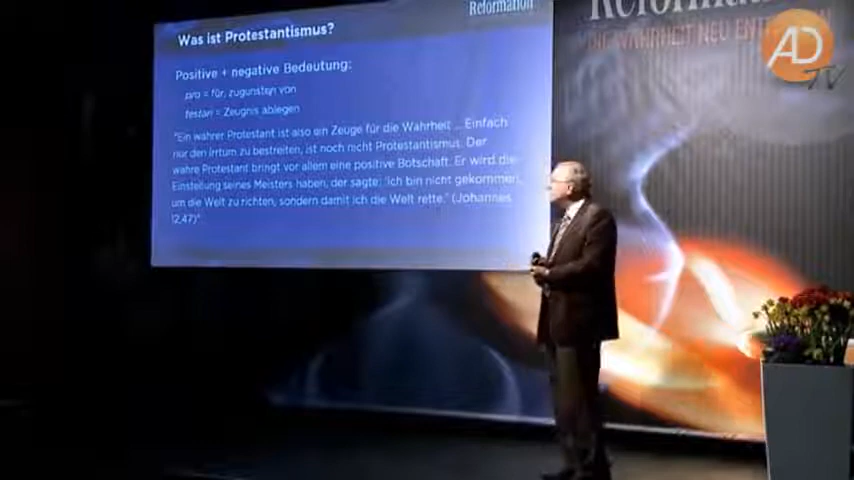 Reformation
Was ist Protestantismus?
Positive + negative Bedeutung:
pro = für, zugunsten von
testari = Zeugnis ablegen
"Ein wahrer Protestant ist also ein Zeuge für die Wahrheit ... Einfach
nur den Irrtum zu bestreiten, ist noch nicht Protestantismus. Der
wahre Protestant bringt vor allem eine positive Botschaft. Er wird die
Einstellung seines Meisters haben, der sagte: 'Ich bin nicht gekommen,
um die Welt zu richten, sondern damit ich die Welt rette.' (Johannes
12,47)"
DIE WAHRHEIT NEU
AD
TV